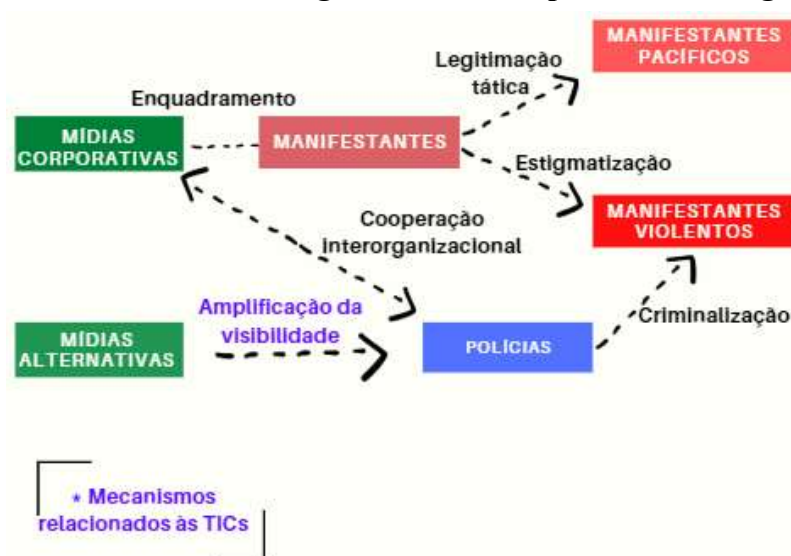 MANIFESTANTES
PACÍFICOS
Legitimação
tática
Enquadramento
MÍDIAS
CORPORATIVAS
MANIFESTANTES
Estigmatização
MANIFESTANTES
VIOLENTOS
Cooperação
interorganizacional
Amplificação da
visibilidade
Criminalização
MÍDIAS
ALTERNATIVAS
POLÍCIAS
* Mecanismos
relacionados às TICs